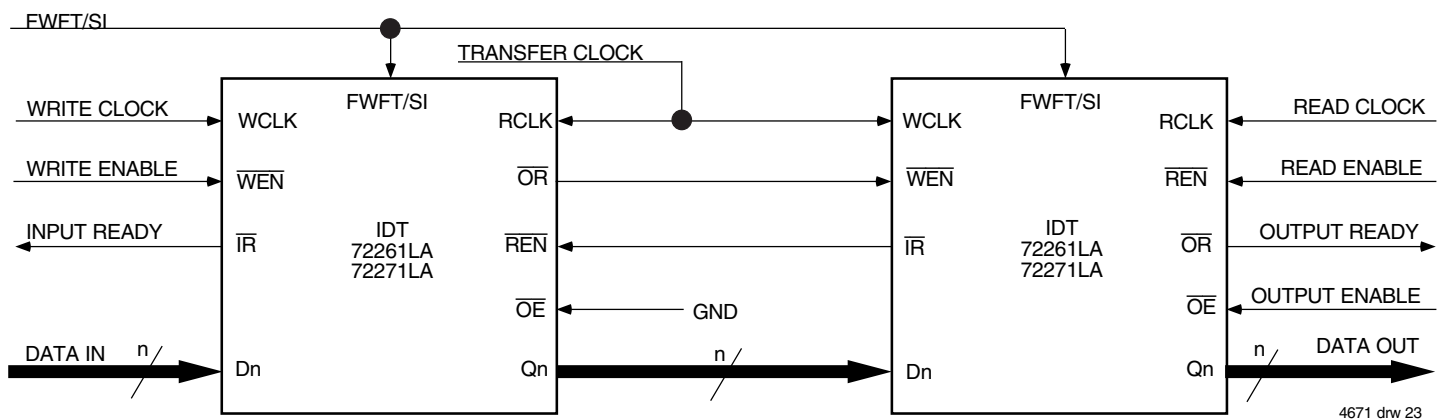 FWFT/SI
TRANSFER CLOCK
FWFT/SI
FWFT/SI
WRITE CLOCK
WCLK
RCLK
WCLK
RCLK
READ CLOCK
WRITE ENABLE
WEN
OR
WEN
REN
READ ENABLE
INPUT READY
IR
IDT
72261LA
72271LA
REN
IR
IDT
72261LA
72271LA
OR
OUTPUT READY
OE
GND
OE
OUTPUT ENABLE
DATA IN
n
Dn
Qn
n
Dn
Qn
n
DATA OUT
4671 drw 23